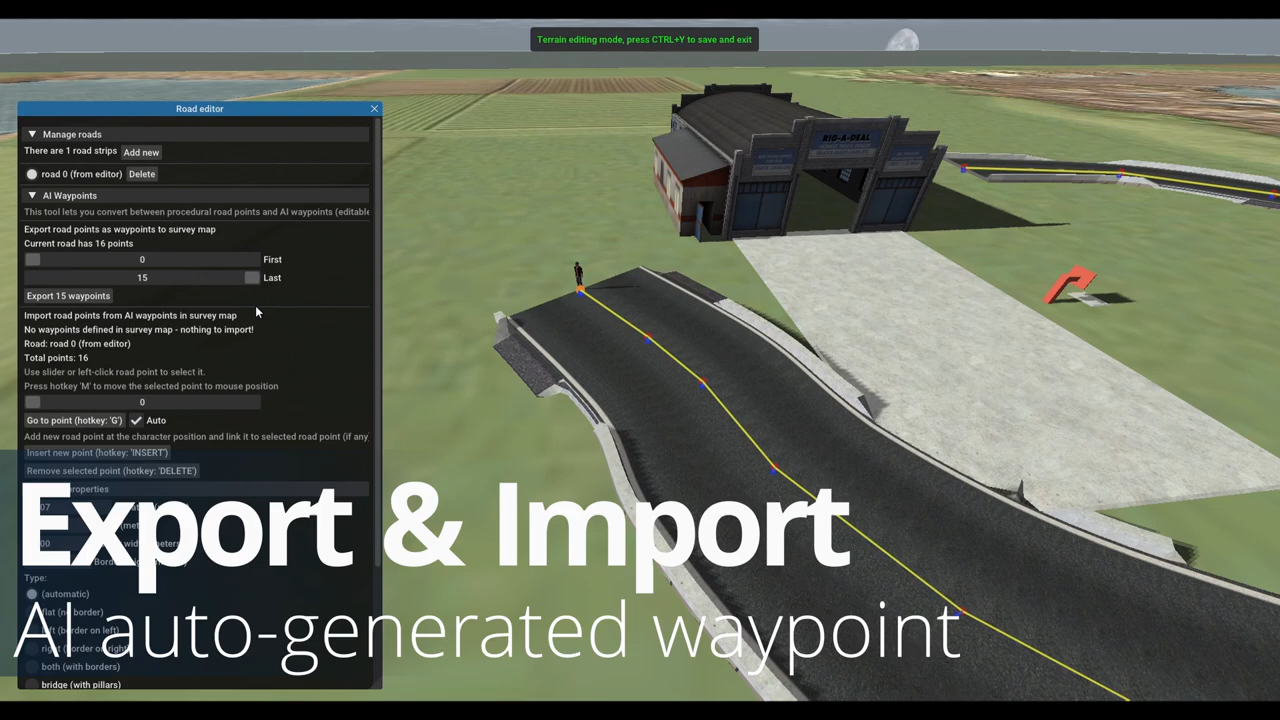 Terrain editing mode, press CTRL+Y to save and exit
Road editor
Manage roads
There are 1 road strips Add new
road 0 (from editor) Delete
AI Waypoints
This tool lets you convert between procedural road points and AI waypoints (editable
Export road points as waypoints to survey map
Current road has 16 points
0 First
15 Last
Export 15 waypoints
Import road points from AI waypoints in survey map
No waypoints defined in survey map - nothing to import!
Road: road 0 (from editor)
Total points: 16
Use slider or left-click road point to select it.
Press hotkey 'M' to move the selected point to mouse position
0
Go to point (hotkey: 'G') Auto
Add new road point at the character position and link it to selected road point (if any
Insert new point (hotkey: 'INSERT')
Remove selected point (hotkey: 'DELETE')
properties
Export & Import
Type:
(automatic)
flat (no border)
AI auto-generated waypoint
both (with borders)
bridge (with pillars)
RIG-A-DEAL